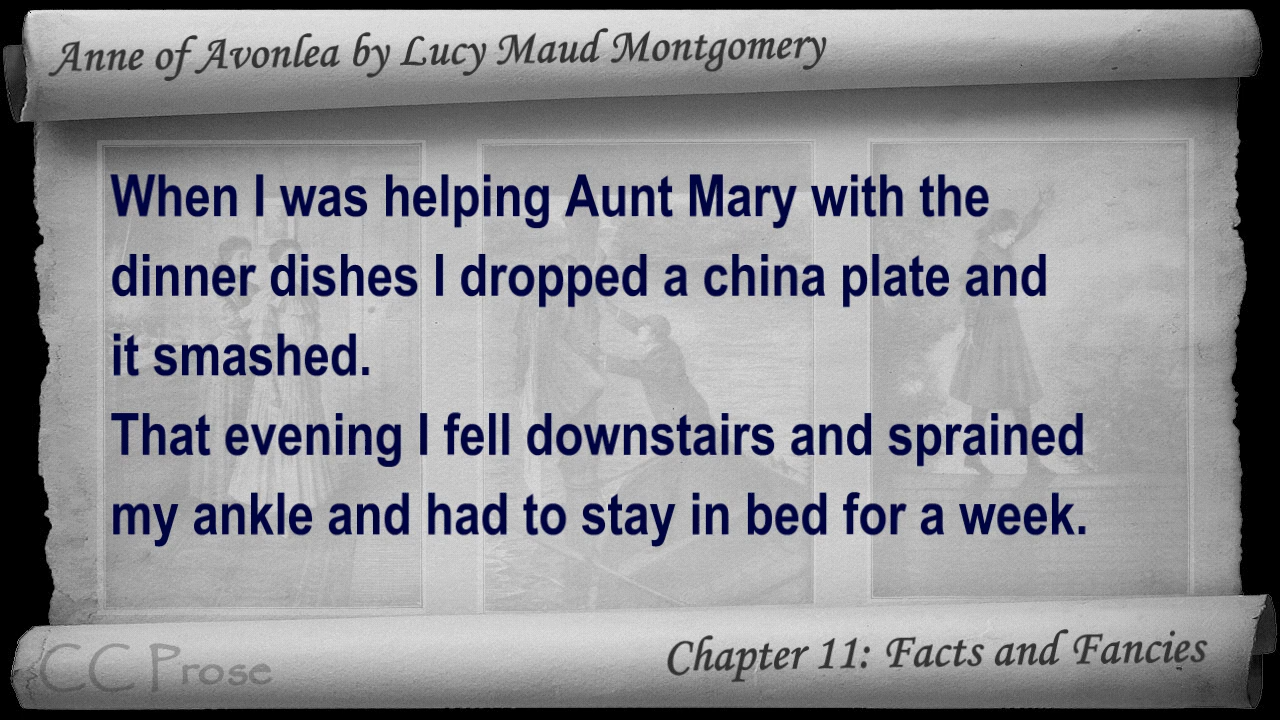 Anne of Avonlea by Lucy Maud Montgomery
When I was helping Aunt Mary with the
dinner dishes I dropped a china plate and
it smashed.
That evening I fell downstairs and sprained
my ankle and had to stay in bed for a week.
CC Prose
Chapter 11: Facts and Fancies